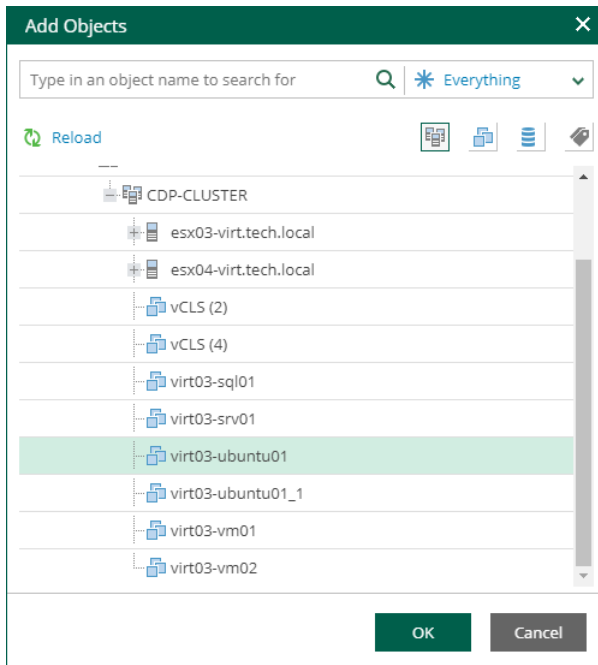 Add Objects
Type in an object name to search for
Everything
Reload
CDP-CLUSTER
esx03-virt.tech.local
esx04-virt.tech.local
vCLS (2)
vCLS (4)
virt03-sql01
virt03-srv01
virt03-ubuntu01
virt03-ubuntu01_1
virt03-vm01
virt03-vm02
OK
Cancel